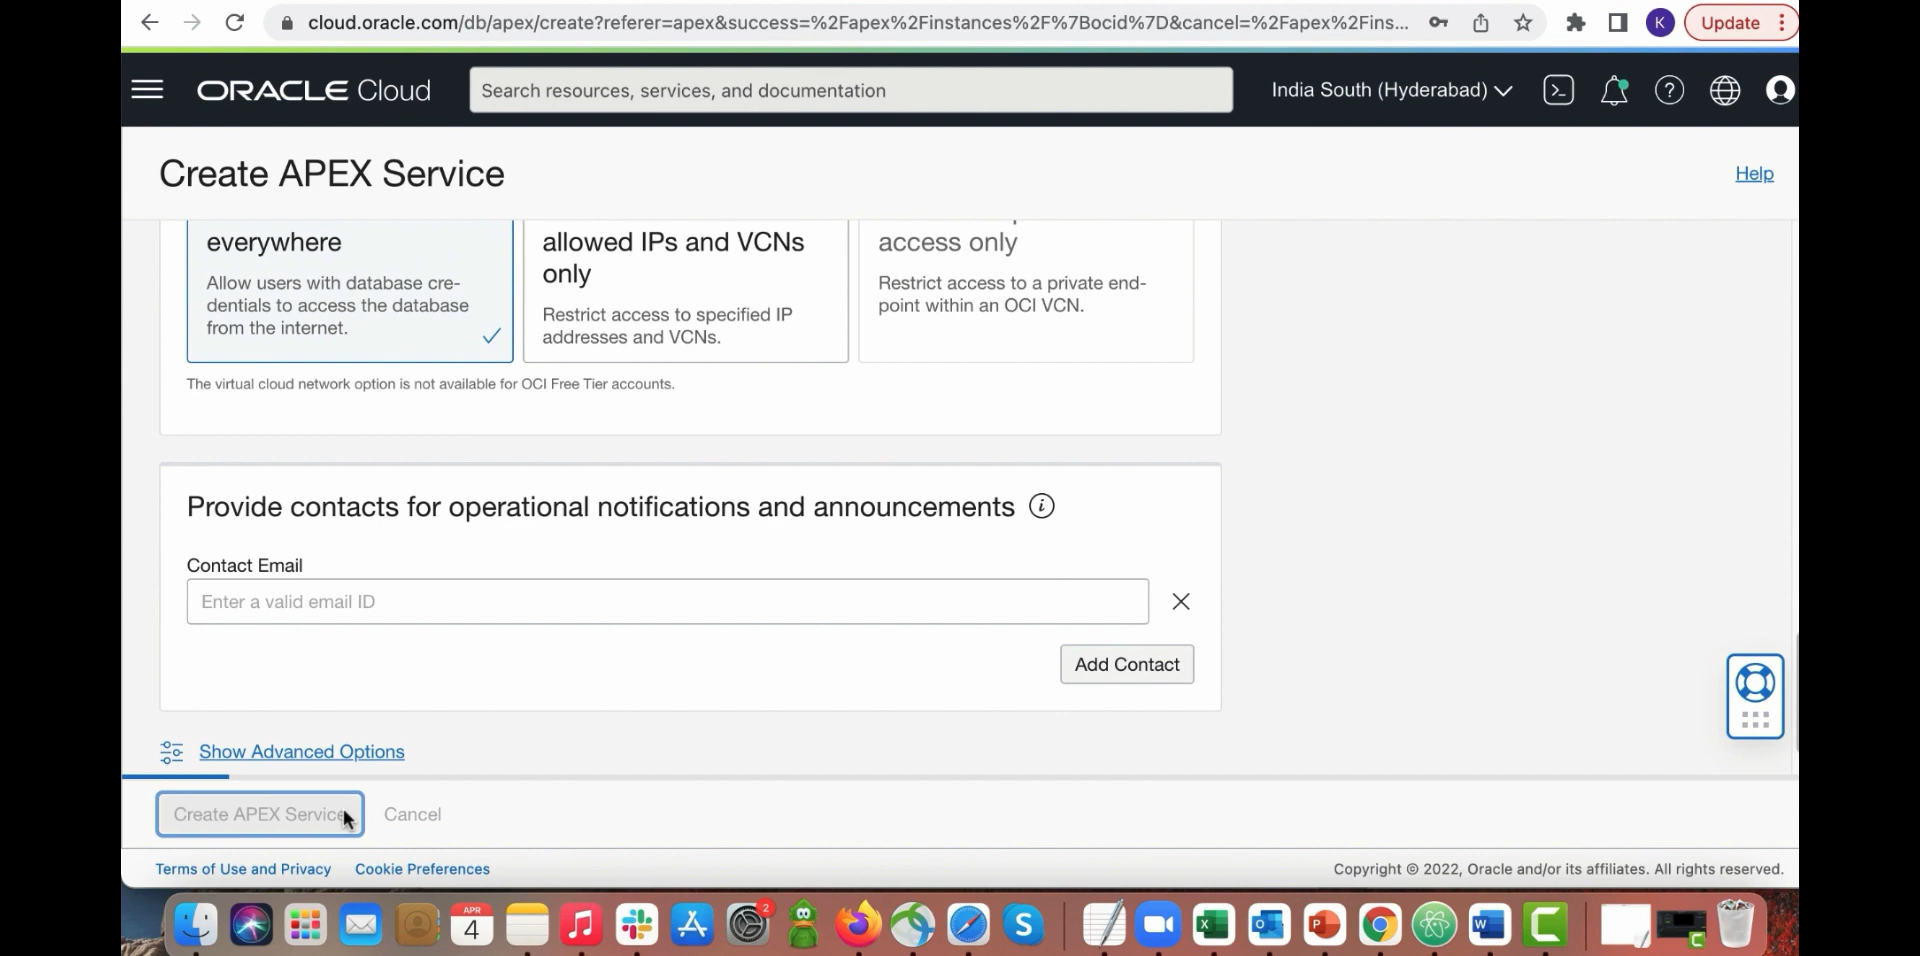 cloud.oracle.com/db/apex/create?referer=apex&success=%2Fapex%2Finstances%2F%7Bocid%7D&cancel=%2Fapex%2Fins...
K
Update
ORACLE Cloud
Search resources, services, and documentation
India South (Hyderabad)
Create APEX Service
Help
everywhere
Allow users with database cre-
dentials to access the database
from the internet.
allowed IPs and VCNs
only
Restrict access to specified IP
addresses and VCNs.
access only
Restrict access to a private end-
point within an OCI VCN.
The virtual cloud network option is not available for OCI Free Tier accounts.
Provide contacts for operational notifications and announcements
Contact Email
Enter a valid email ID
Add Contact
Show Advanced Options
Create APEX Service
Cancel
Terms of Use and Privacy
Cookie Preferences
Copyright © 2022, Oracle and/or its affiliates. All rights reserved.
APR
4
2